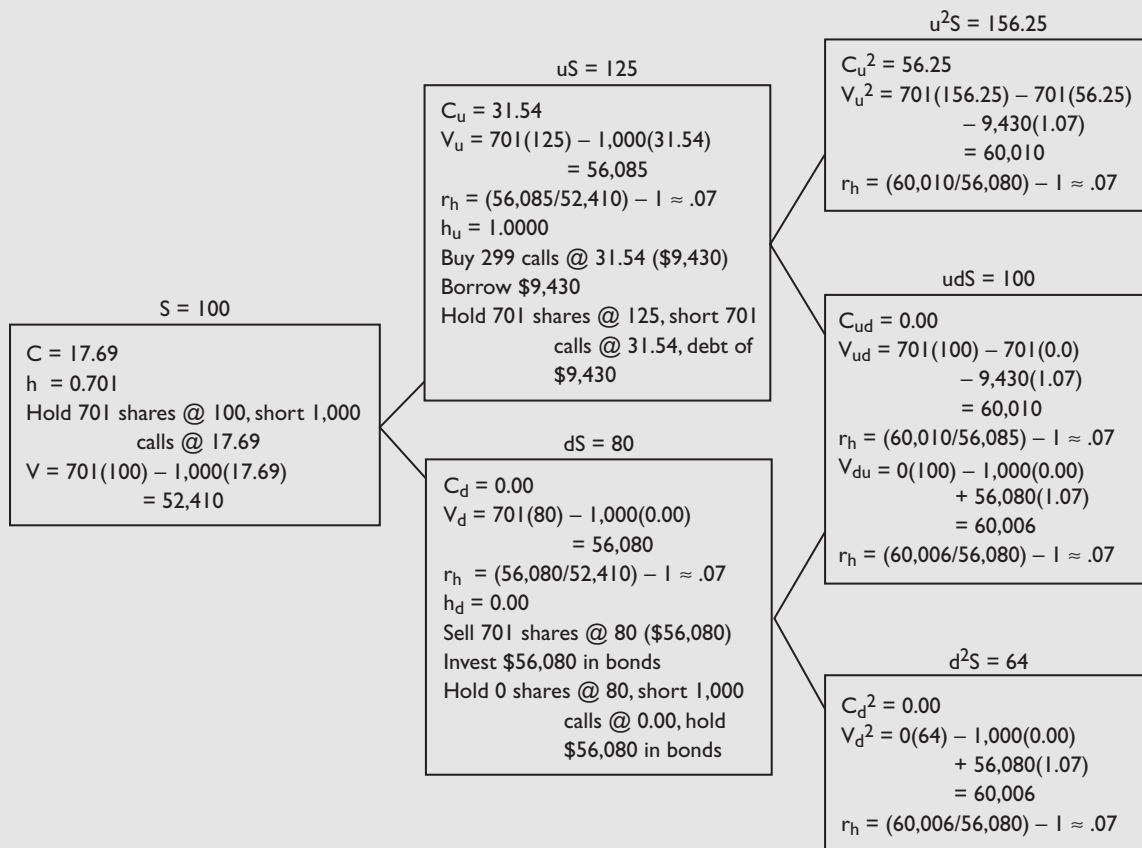 S = 100
C = 17.69
h = 0.701
Hold 701 shares @ 100, short 1,000
calls @ 17.69
V = 701(100) – 1,000(17.69)
= 52,410
uS = 125
C_u = 31.54
V_u = 701(125) – 1,000(31.54)
= 56,085
r_h = (56,085/52,410) – 1 ≈ .07
h_u = 1.0000
Buy 299 calls @ 31.54 ($9,430)
Borrow $9,430
Hold 701 shares @ 125, short 701
calls @ 31.54, debt of
$9,430
dS = 80
C_d = 0.00
V_d = 701(80) – 1,000(0.00)
= 56,080
r_h = (56,080/52,410) – 1 ≈ .07
h_d = 0.00
Sell 701 shares @ 80 ($56,080)
Invest $56,080 in bonds
Hold 0 shares @ 80, short 1,000
calls @ 0.00, hold
$56,080 in bonds
u²S = 156.25
C_u² = 56.25
V_u² = 701(156.25) – 701(56.25)
– 9,430(1.07)
= 60,010
r_h = (60,010/56,080) – 1 ≈ .07
udS = 100
C_ud = 0.00
V_ud = 701(100) – 701(0.0)
– 9,430(1.07)
= 60,010
r_h = (60,010/56,085) – 1 ≈ .07
V_du = 0(100) – 1,000(0.00)
+ 56,080(1.07)
= 60,006
r_h = (60,006/56,080) – 1 ≈ .07
d²S = 64
C_d² = 0.00
V_d² = 0(64) – 1,000(0.00)
+ 56,080(1.07)
= 60,006
r_h = (60,006/56,080) – 1 ≈ .07